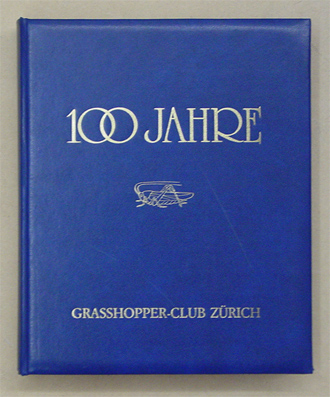 100 JAHRE
GRASSHOPPER-CLUB ZÜRICH